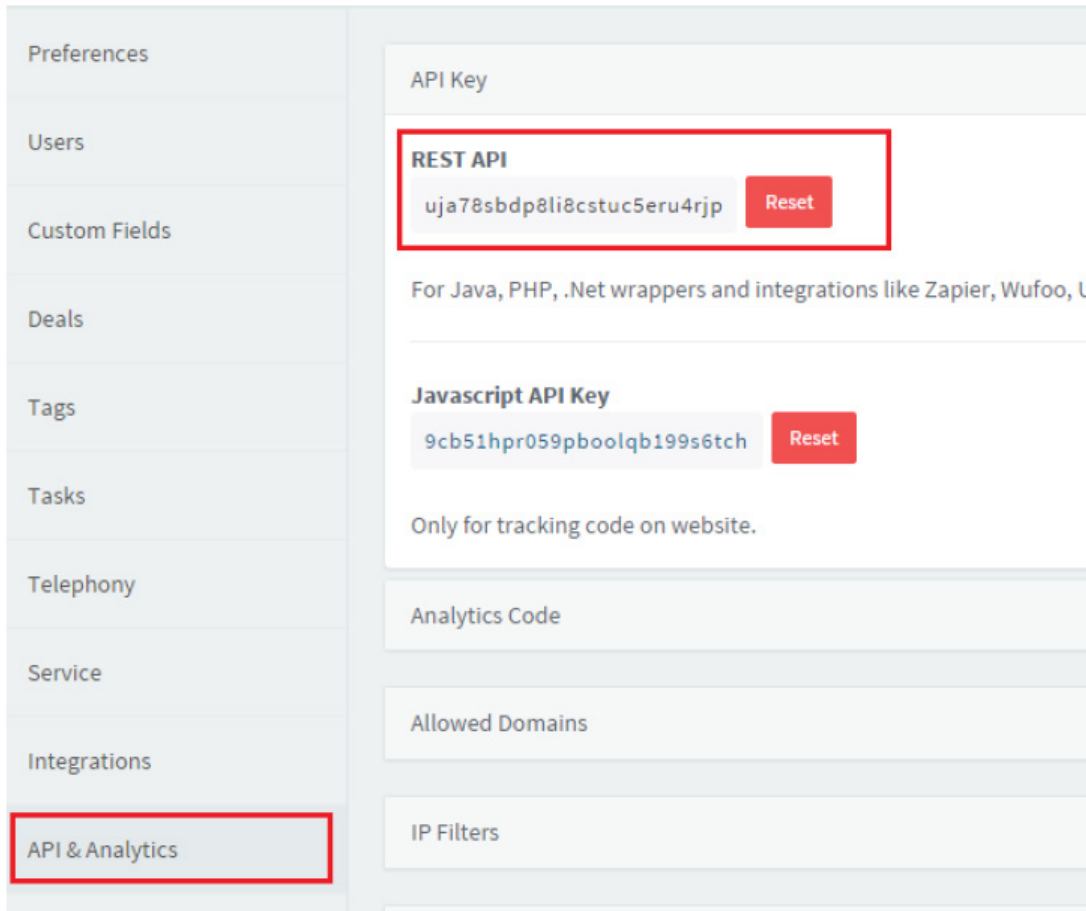 Preferences
Users
Custom Fields
Deals
Tags
Tasks
Telephony
Service
Integrations
API & Analytics
API Key
REST API
uja78sbdp8li8cstuc5eru4rjp
Reset
For Java, PHP, .Net wrappers and integrations like Zapier, Wufoo,
Javascript API Key
9cb51hpr059pboolqb199s6tch
Reset
Only for tracking code on website.
Analytics Code
Allowed Domains
IP Filters